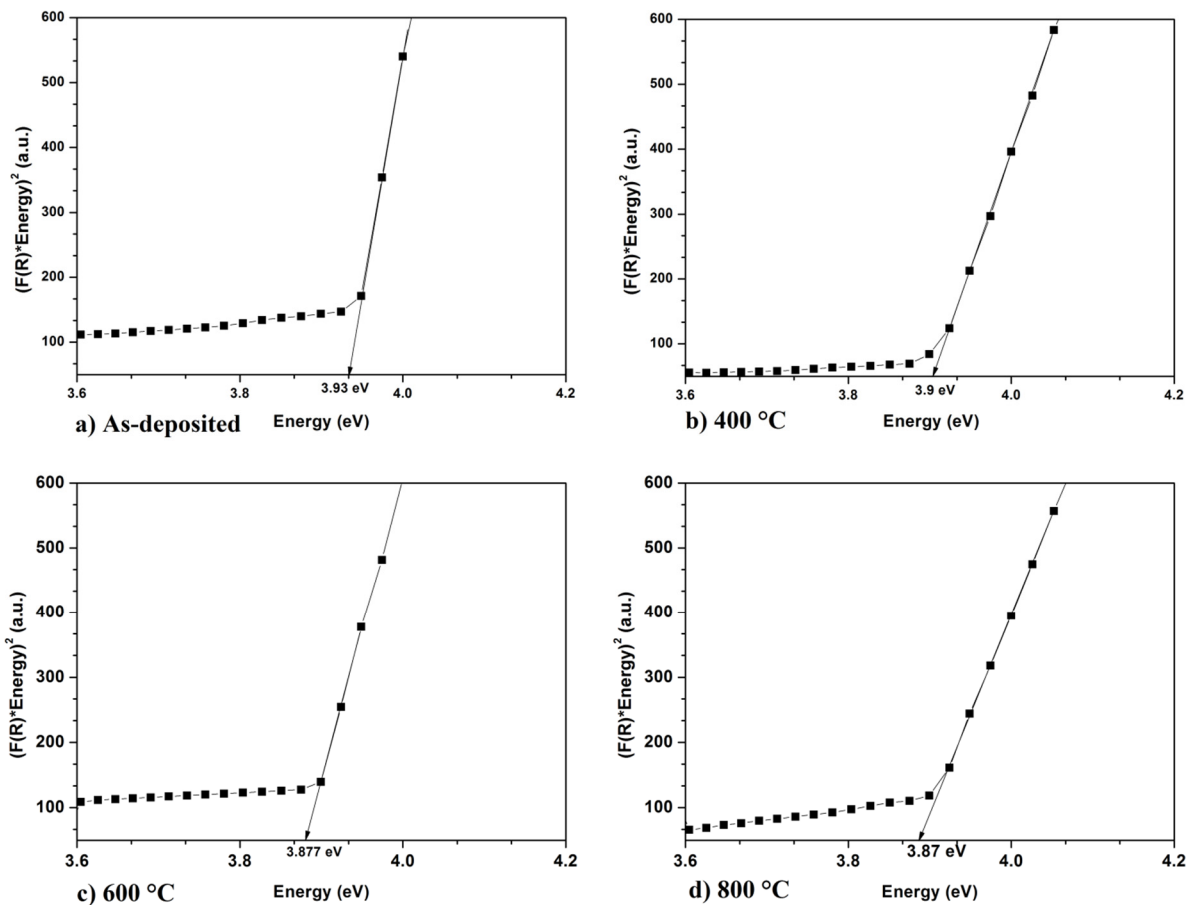 600
500
400
300
200
100
(F(R)*Energy)² (a.u.)
3.93 eV
3.6
3.8
4.0
4.2
Energy (eV)
a) As-deposited
600
500
400
300
200
100
(F(R)*Energy)² (a.u.)
3.9 eV
3.6
3.8
4.0
4.2
Energy (eV)
b) 400 °C
600
500
400
300
200
100
(F(R)*Energy)² (a.u.)
3.877 eV
3.6
3.8
4.0
4.2
Energy (eV)
c) 600 °C
600
500
400
300
200
100
(F(R)*Energy)² (a.u.)
3.87 eV
3.6
3.8
4.0
4.2
Energy (eV)
d) 800 °C